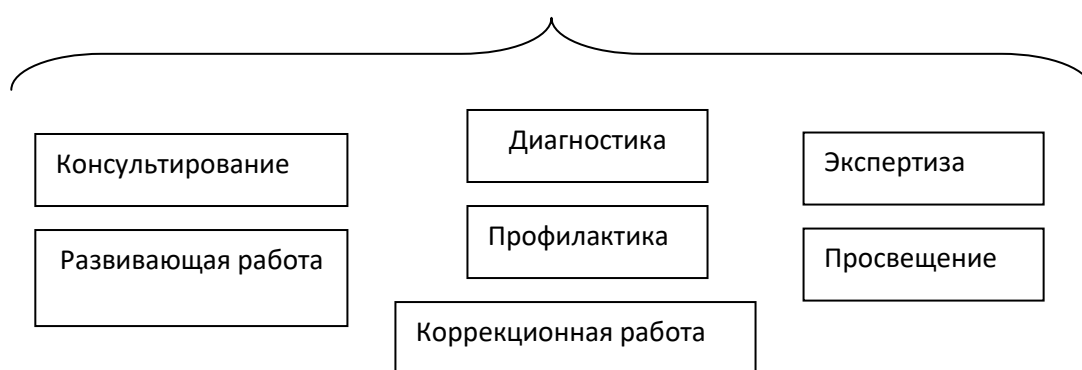 Консультирование
Диагностика
Экспертиза
Развивающая работа
Профилактика
Просвещение
Коррекционная работа